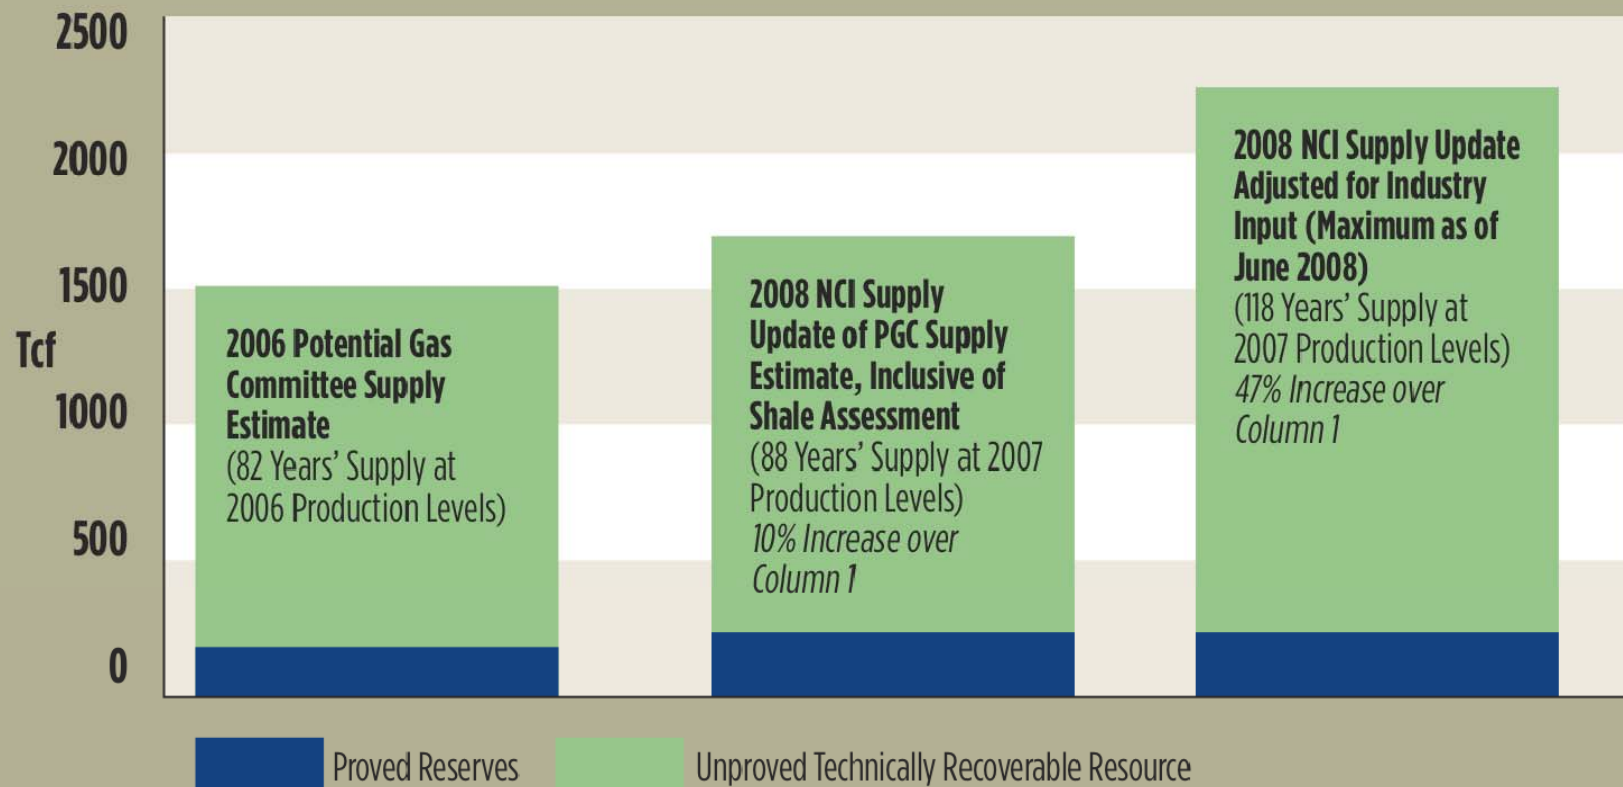 2500
2000
1500
Tcf
1000
500
0
2006 Potential Gas
Committee Supply
Estimate
(82 Years’ Supply at
2006 Production Levels)
2008 NCI Supply
Update of PGC Supply
Estimate, Inclusive of
Shale Assessment
(88 Years’ Supply at 2007
Production Levels)
10% Increase over
Column 1
2008 NCI Supply Update
Adjusted for Industry
Input (Maximum as of
June 2008)
(118 Years’ Supply at
2007 Production Levels)
47% Increase over
Column 1
Proved Reserves
Unproved Technically Recoverable Resource